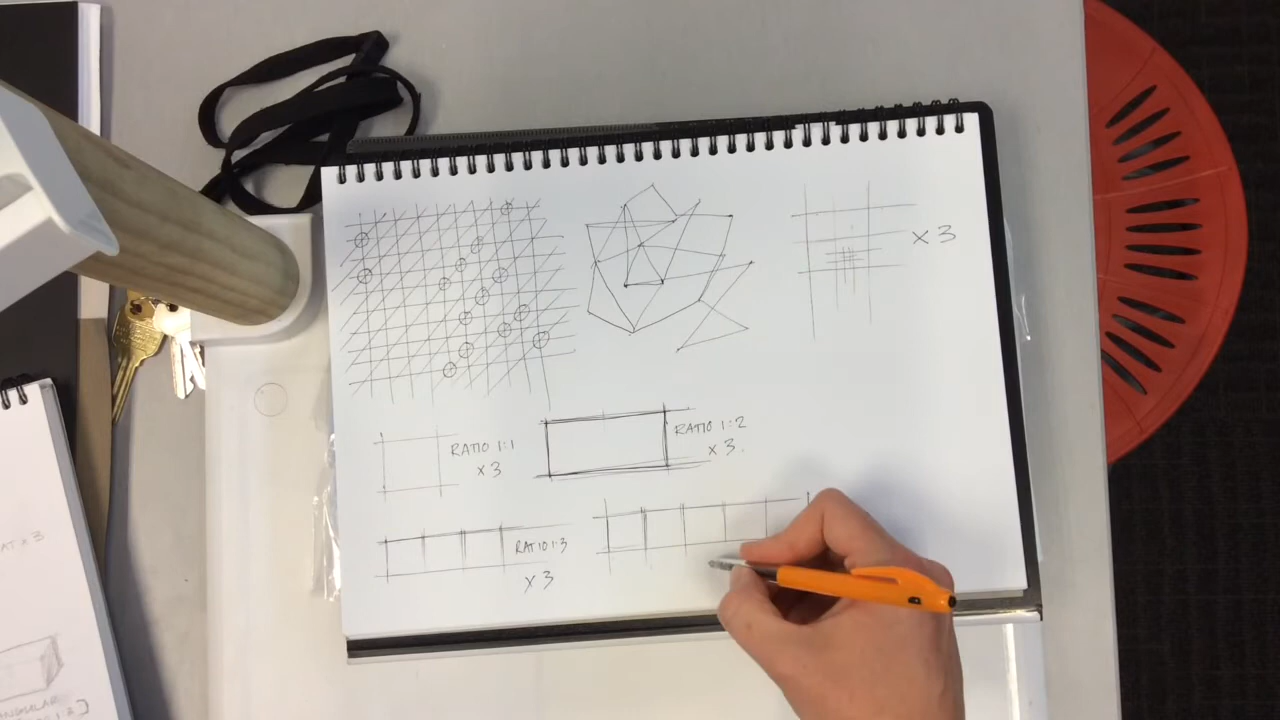 x 3
RATIO 1:1
x 3
RATIO 1:2
x 3.
RATIO 1:3
x 3